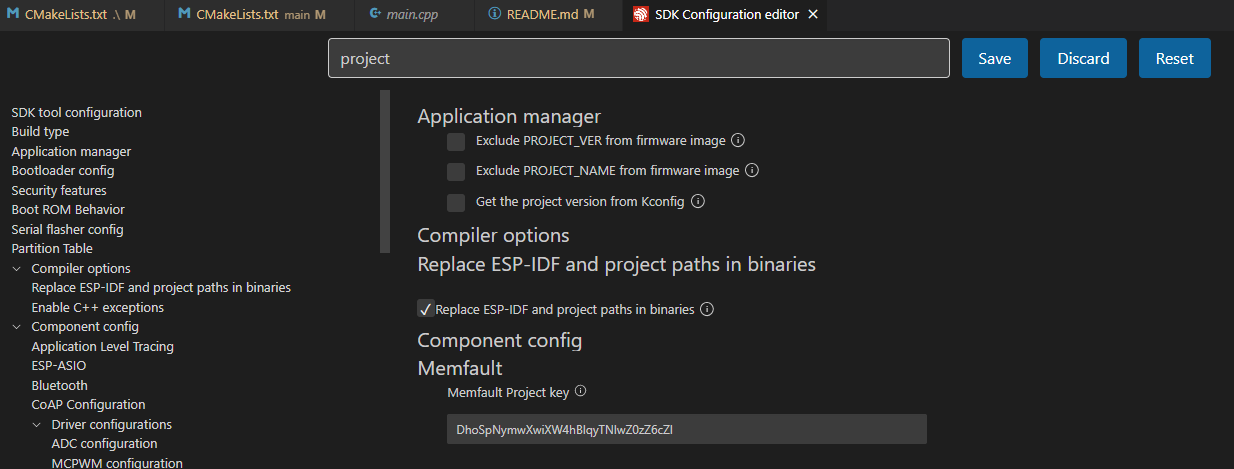 CMakeLists.txt .\ M
CMakeLists.txt main M
main.cpp
README.md M
SDK Configuration editor
project
Save
Discard
Reset
SDK tool configuration
Build type
Application manager
Bootloader config
Security features
Boot ROM Behavior
Serial flasher config
Partition Table
Compiler options
Replace ESP-IDF and project paths in binaries
Enable C++ exceptions
Component config
Application Level Tracing
ESP-ASIO
Bluetooth
CoAP Configuration
Driver configurations
ADC configuration
MCPWM configuration
Application manager
Exclude PROJECT_VER from firmware image
Exclude PROJECT_NAME from firmware image
Get the project version from Kconfig
Compiler options
Replace ESP-IDF and project paths in binaries
Replace ESP-IDF and project paths in binaries
Component config
Memfault
Memfault Project key